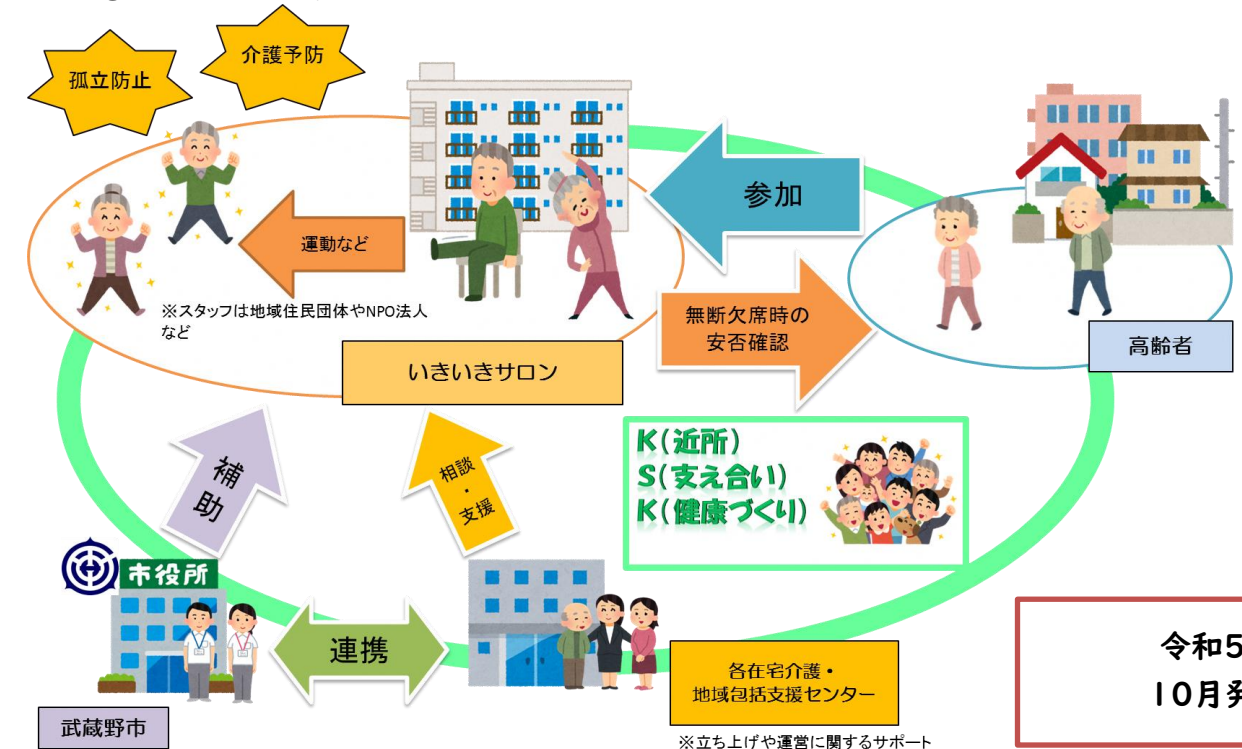 介護予防
孤立防止
参加
運動など
※スタッフは地域住民団体やNPO法人
など
無断欠席時の
安否確認
高齢者
いきいきサロン
K(近所)
S(支え合い)
K(健康づくり)
補助
相談
・
支援
市役所
連携
各在宅介護・
地域包括支援センター
※立ち上げや運営に関するサポート
武蔵野市
令和5
10月発